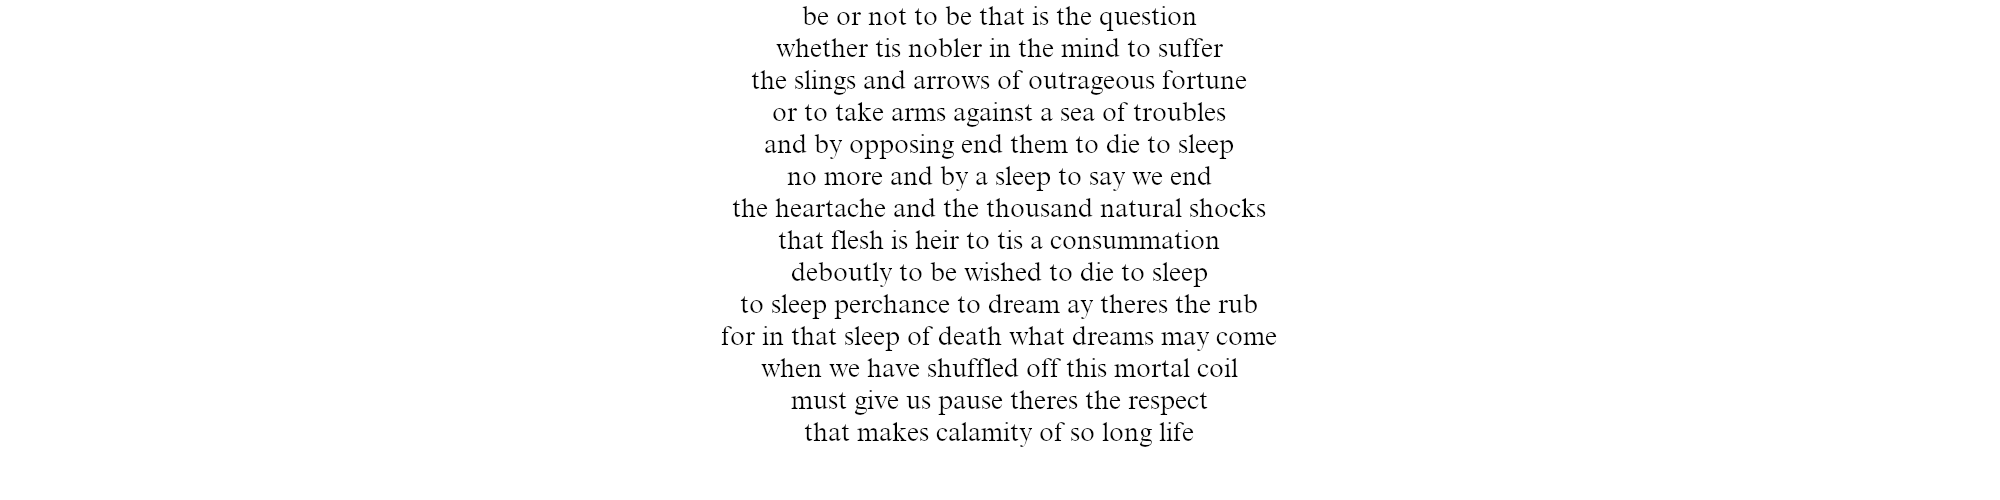 be or not to be that is the question
whether tis nobler in the mind to suffer
the slings and arrows of outrageous fortune
or to take arms against a sea of troubles
and by opposing end them to die to sleep
no more and by a sleep to say we end
the heartache and the thousand natural shocks
that flesh is heir to tis a consummation
deboutly to be wished to die to sleep
to sleep perchance to dream ay theres the rub
for in that sleep of death what dreams may come
when we have shuffled off this mortal coil
must give us pause theres the respect
that makes calamity of so long life